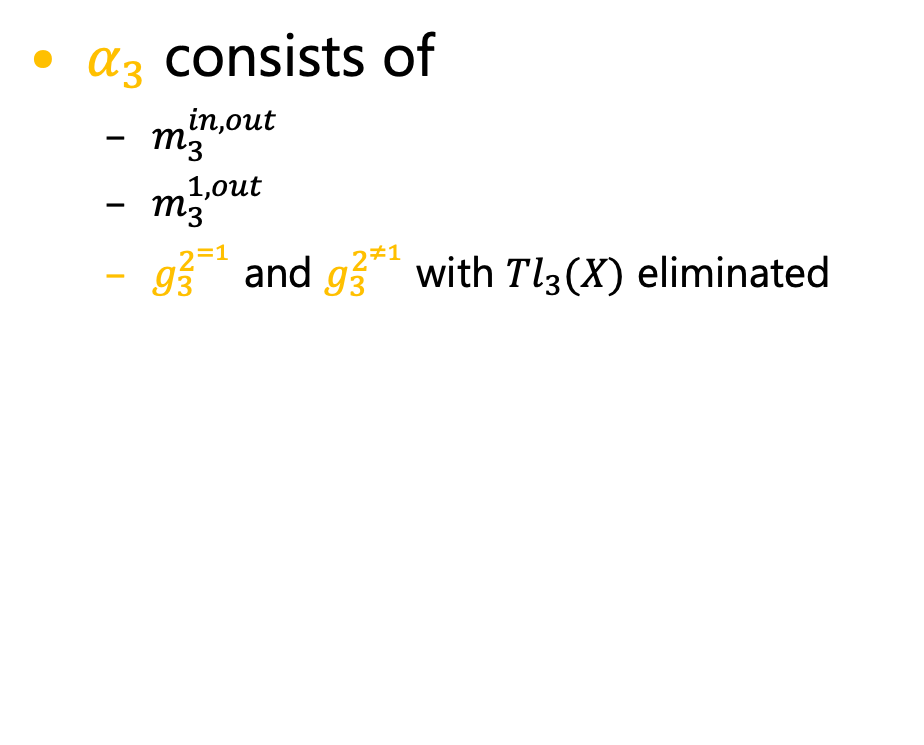 • 𝛼₃ consists of
– 𝑚₃^{𝑖𝑛,𝑜𝑢𝑡}
– 𝑚₃^{1,𝑜𝑢𝑡}
– 𝑔₃^{2=1} and 𝑔₃^{2≠1} with 𝑇𝑙₃(𝑋) eliminated